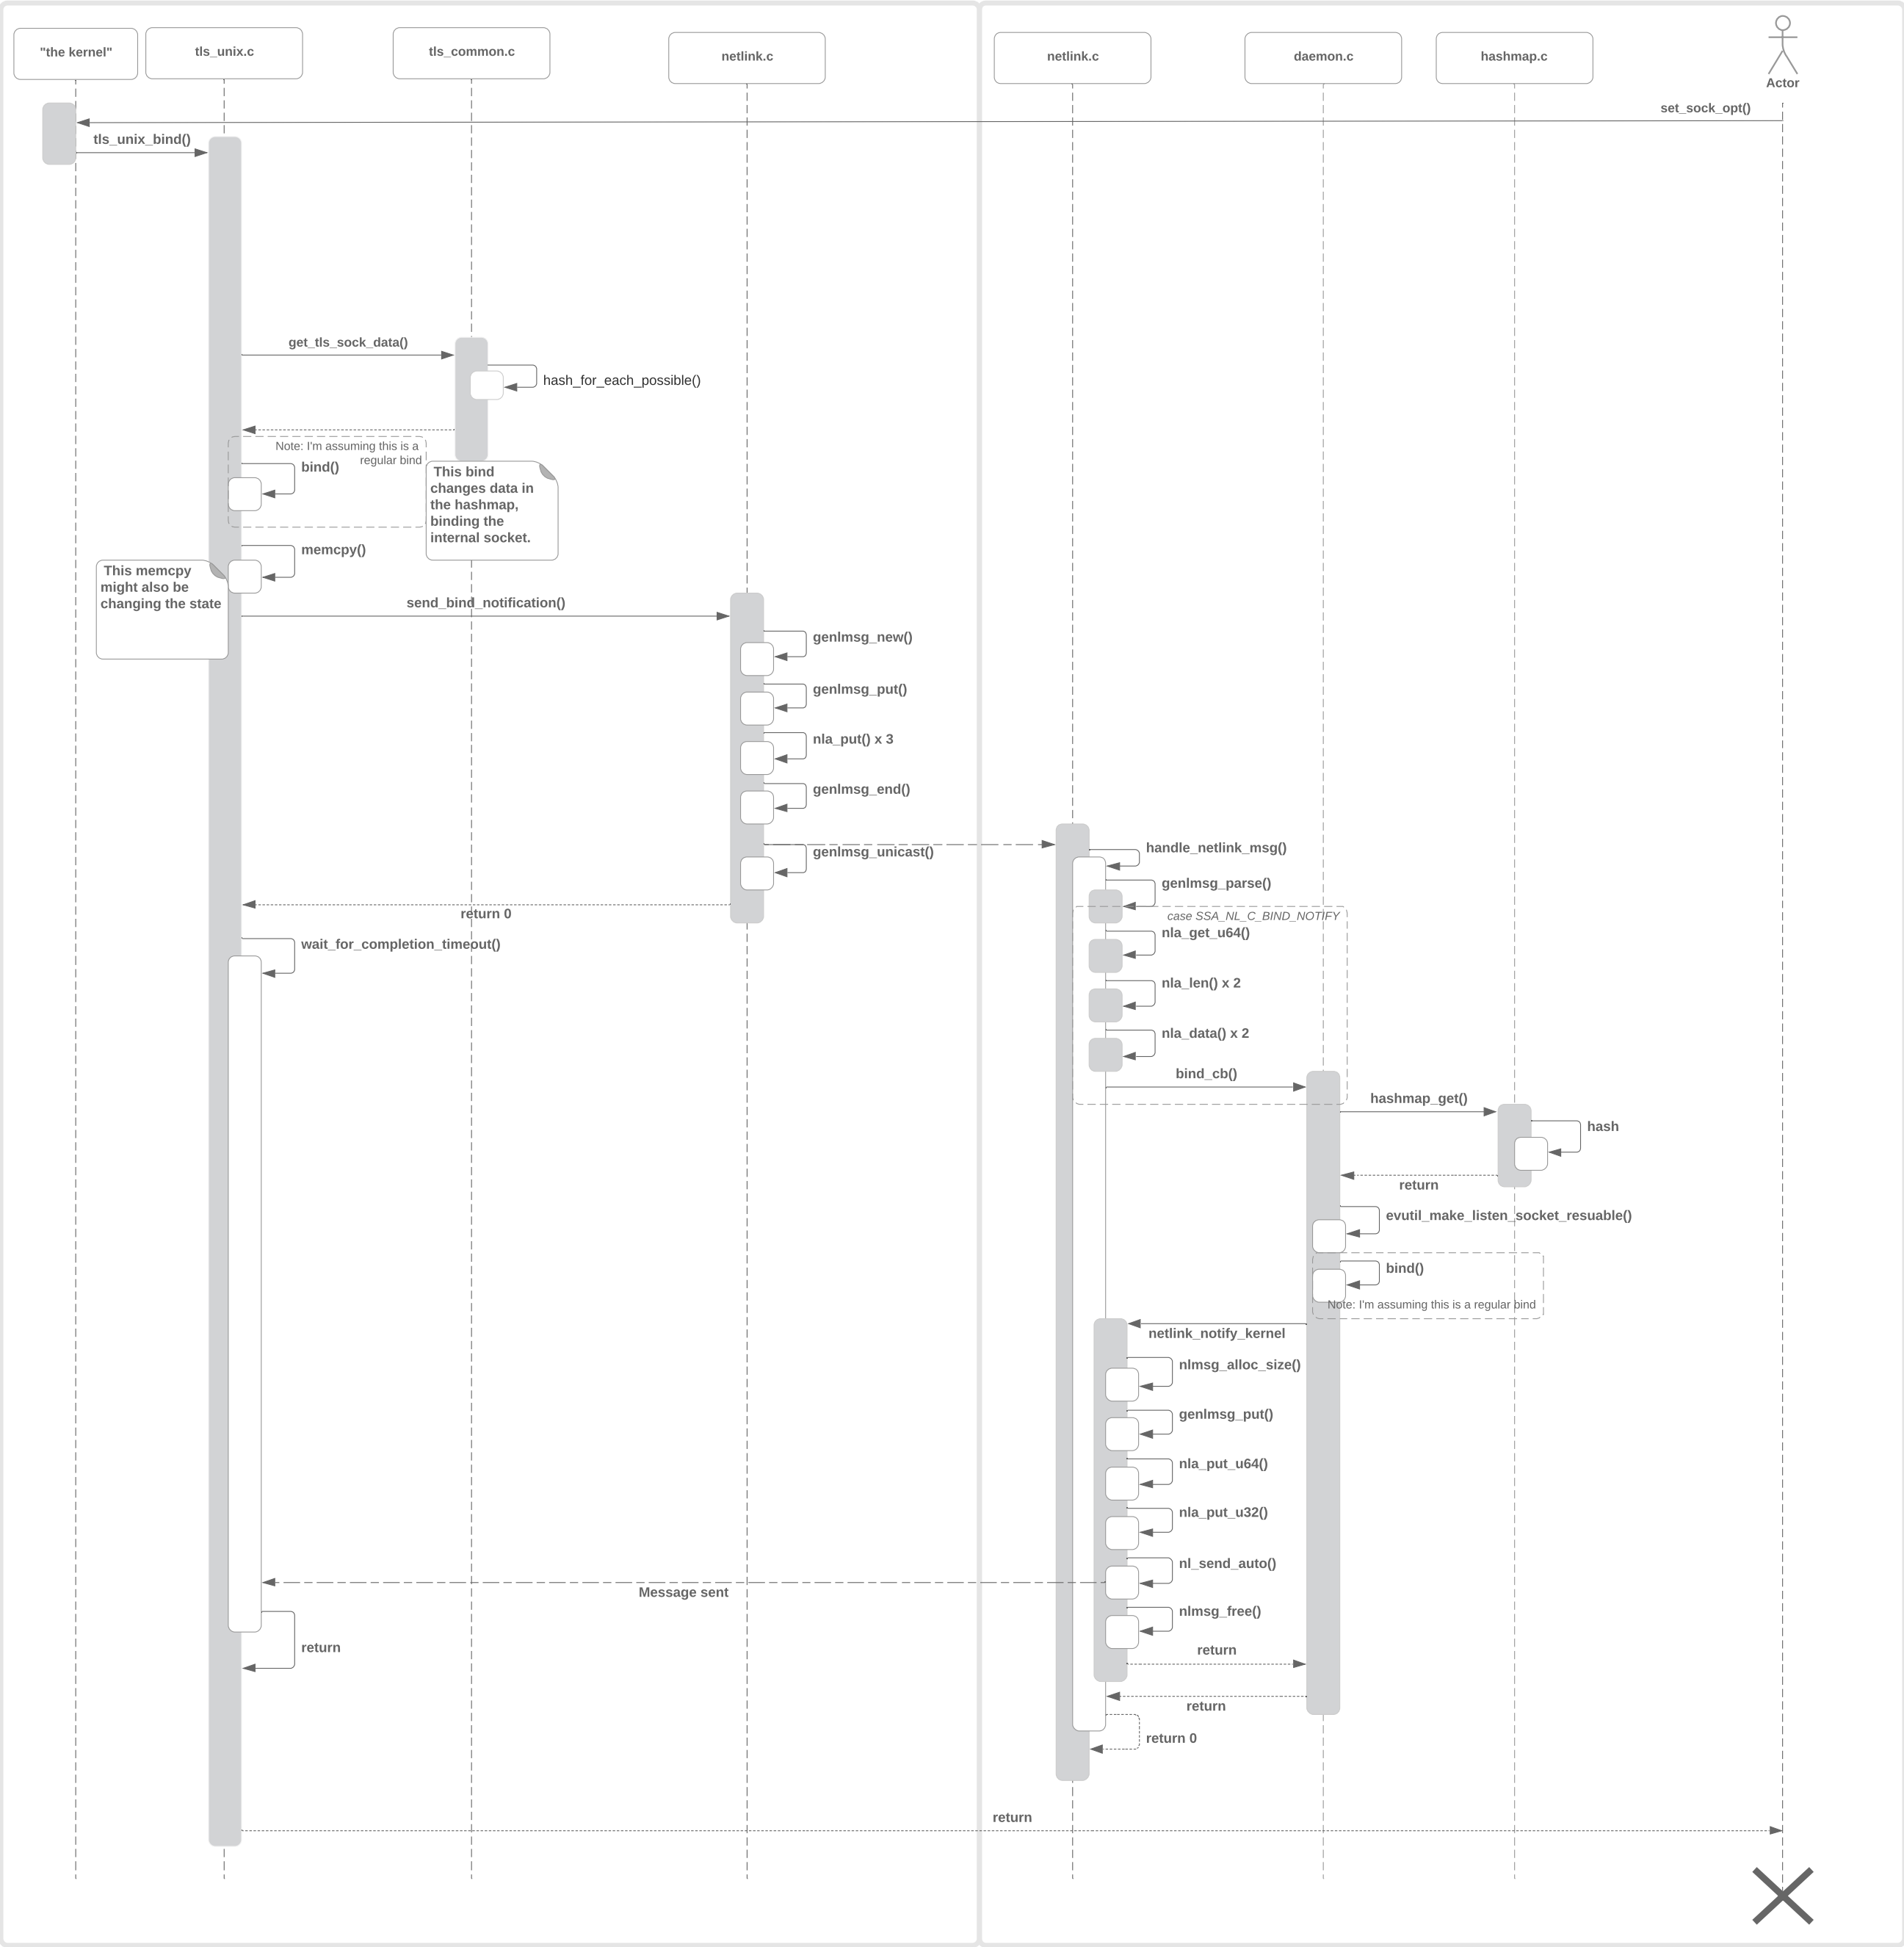 "the kernel"
tls_unix.c
tls_common.c
netlink.c
netlink.c
daemon.c
hashmap.c
Actor
set_sock_opt()
tls_unix_bind()
get_tls_sock_data()
hash_for_each_possible()
Note: I'm assuming this is a
regular bind
bind()
This bind
changes data in
the hashmap,
binding the
internal socket.
memcpy()
This memcpy
might also be
changing the state
send_bind_notification()
genlmsg_new()
genlmsg_put()
nla_put() x 3
genlmsg_end()
genlmsg_unicast()
handle_netlink_msg()
genlmsg_parse()
return 0
case SSA_NL_C_BIND_NOTIFY
nla_get_u64()
wait_for_completion_timeout()
nla_len() x 2
nla_data() x 2
bind_cb()
hashmap_get()
hash
return
evutil_make_listen_socket_resuable()
bind()
Note: I'm assuming this is a regular bind
netlink_notify_kernel
nlmsg_alloc_size()
genlmsg_put()
nla_put_u64()
nla_put_u32()
nl_send_auto()
Message sent
nlmsg_free()
return
return
return
return 0
return